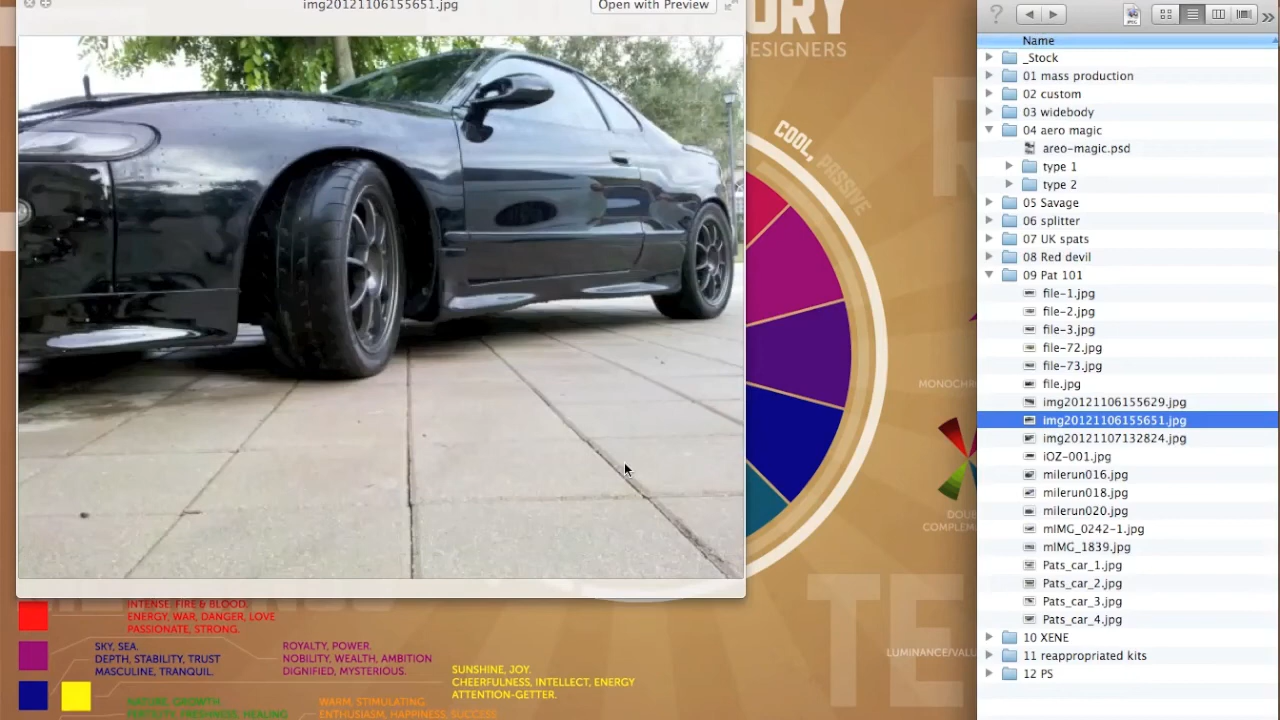 img20121106155651.jpg
Open with Preview
ORY
ESIGNERS
COOL, PASSIVE
MONOCHR
DOUB
COMPLEM
LUMINANCE/VALU
TE
INTENSE, FIRE & BLOOD,
ENERGY, WAR, DANGER, LOVE
PASSIONATE, STRONG.
SKY, SEA.
DEPTH, STABILITY, TRUST
MASCULINE, TRANQUIL.
ROYALTY, POWER.
NOBILITY, WEALTH, AMBITION
DIGNIFIED, MYSTERIOUS.
SUNSHINE, JOY.
CHEERFULNESS, INTELLECT, ENERGY
ATTENTION-GETTER.
NATURE, GROWTH.
FERTILITY, FRESHNESS, HEALING
WARM, STIMULATING.
ENTHUSIASM, HAPPINESS, SUCCESS
Name
_Stock
01 mass production
02 custom
03 widebody
04 aero magic
areo-magic.psd
type 1
type 2
05 Savage
06 splitter
07 UK spats
08 Red devil
09 Pat 101
file-1.jpg
file-2.jpg
file-3.jpg
file-72.jpg
file-73.jpg
file.jpg
img20121106155629.jpg
img20121106155651.jpg
img20121107132824.jpg
iOZ-001.jpg
milerun016.jpg
milerun018.jpg
milerun020.jpg
mIMG_0242-1.jpg
mIMG_1839.jpg
Pats_car_1.jpg
Pats_car_2.jpg
Pats_car_3.jpg
Pats_car_4.jpg
10 XENE
11 reappropriated kits
12 PS